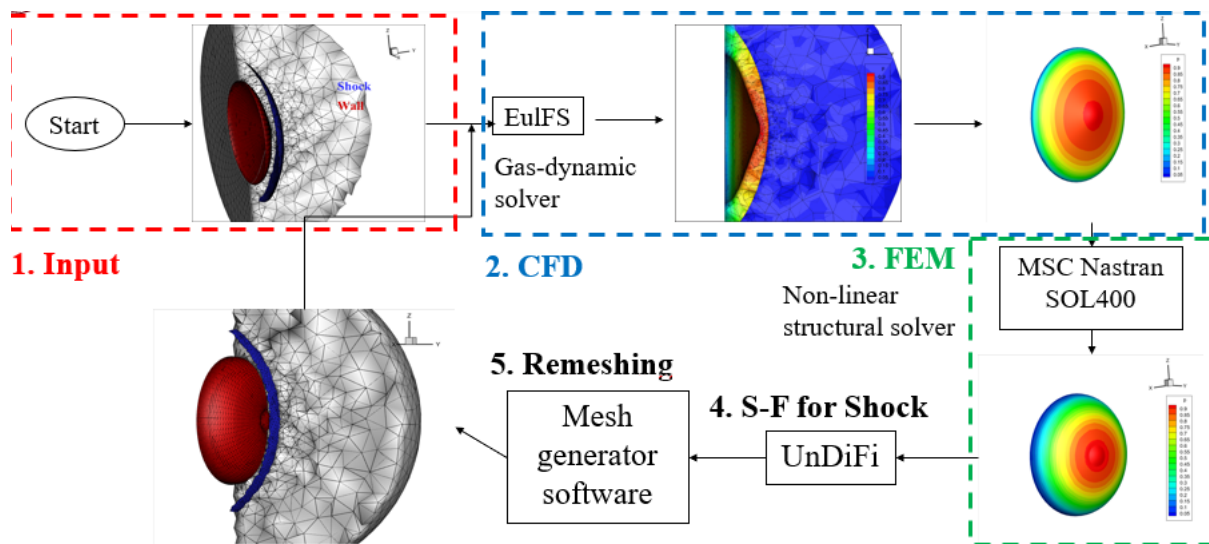 Start
Shock
Wall
1. Input
EulFS
Gas-dynamic
solver
2. CFD
3. FEM
MSC Nastran
SOL400
Non-linear
structural solver
4. S-F for Shock
UnDiFi
5. Remeshing
Mesh
generator
software